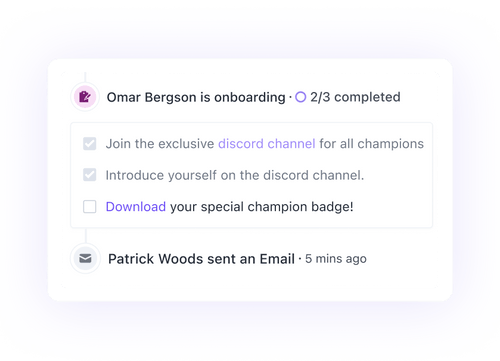 Omar Bergson is onboarding · 2/3 completed
Join the exclusive discord channel for all champions
Introduce yourself on the discord channel.
Download your special champion badge!
Patrick Woods sent an Email · 5 mins ago